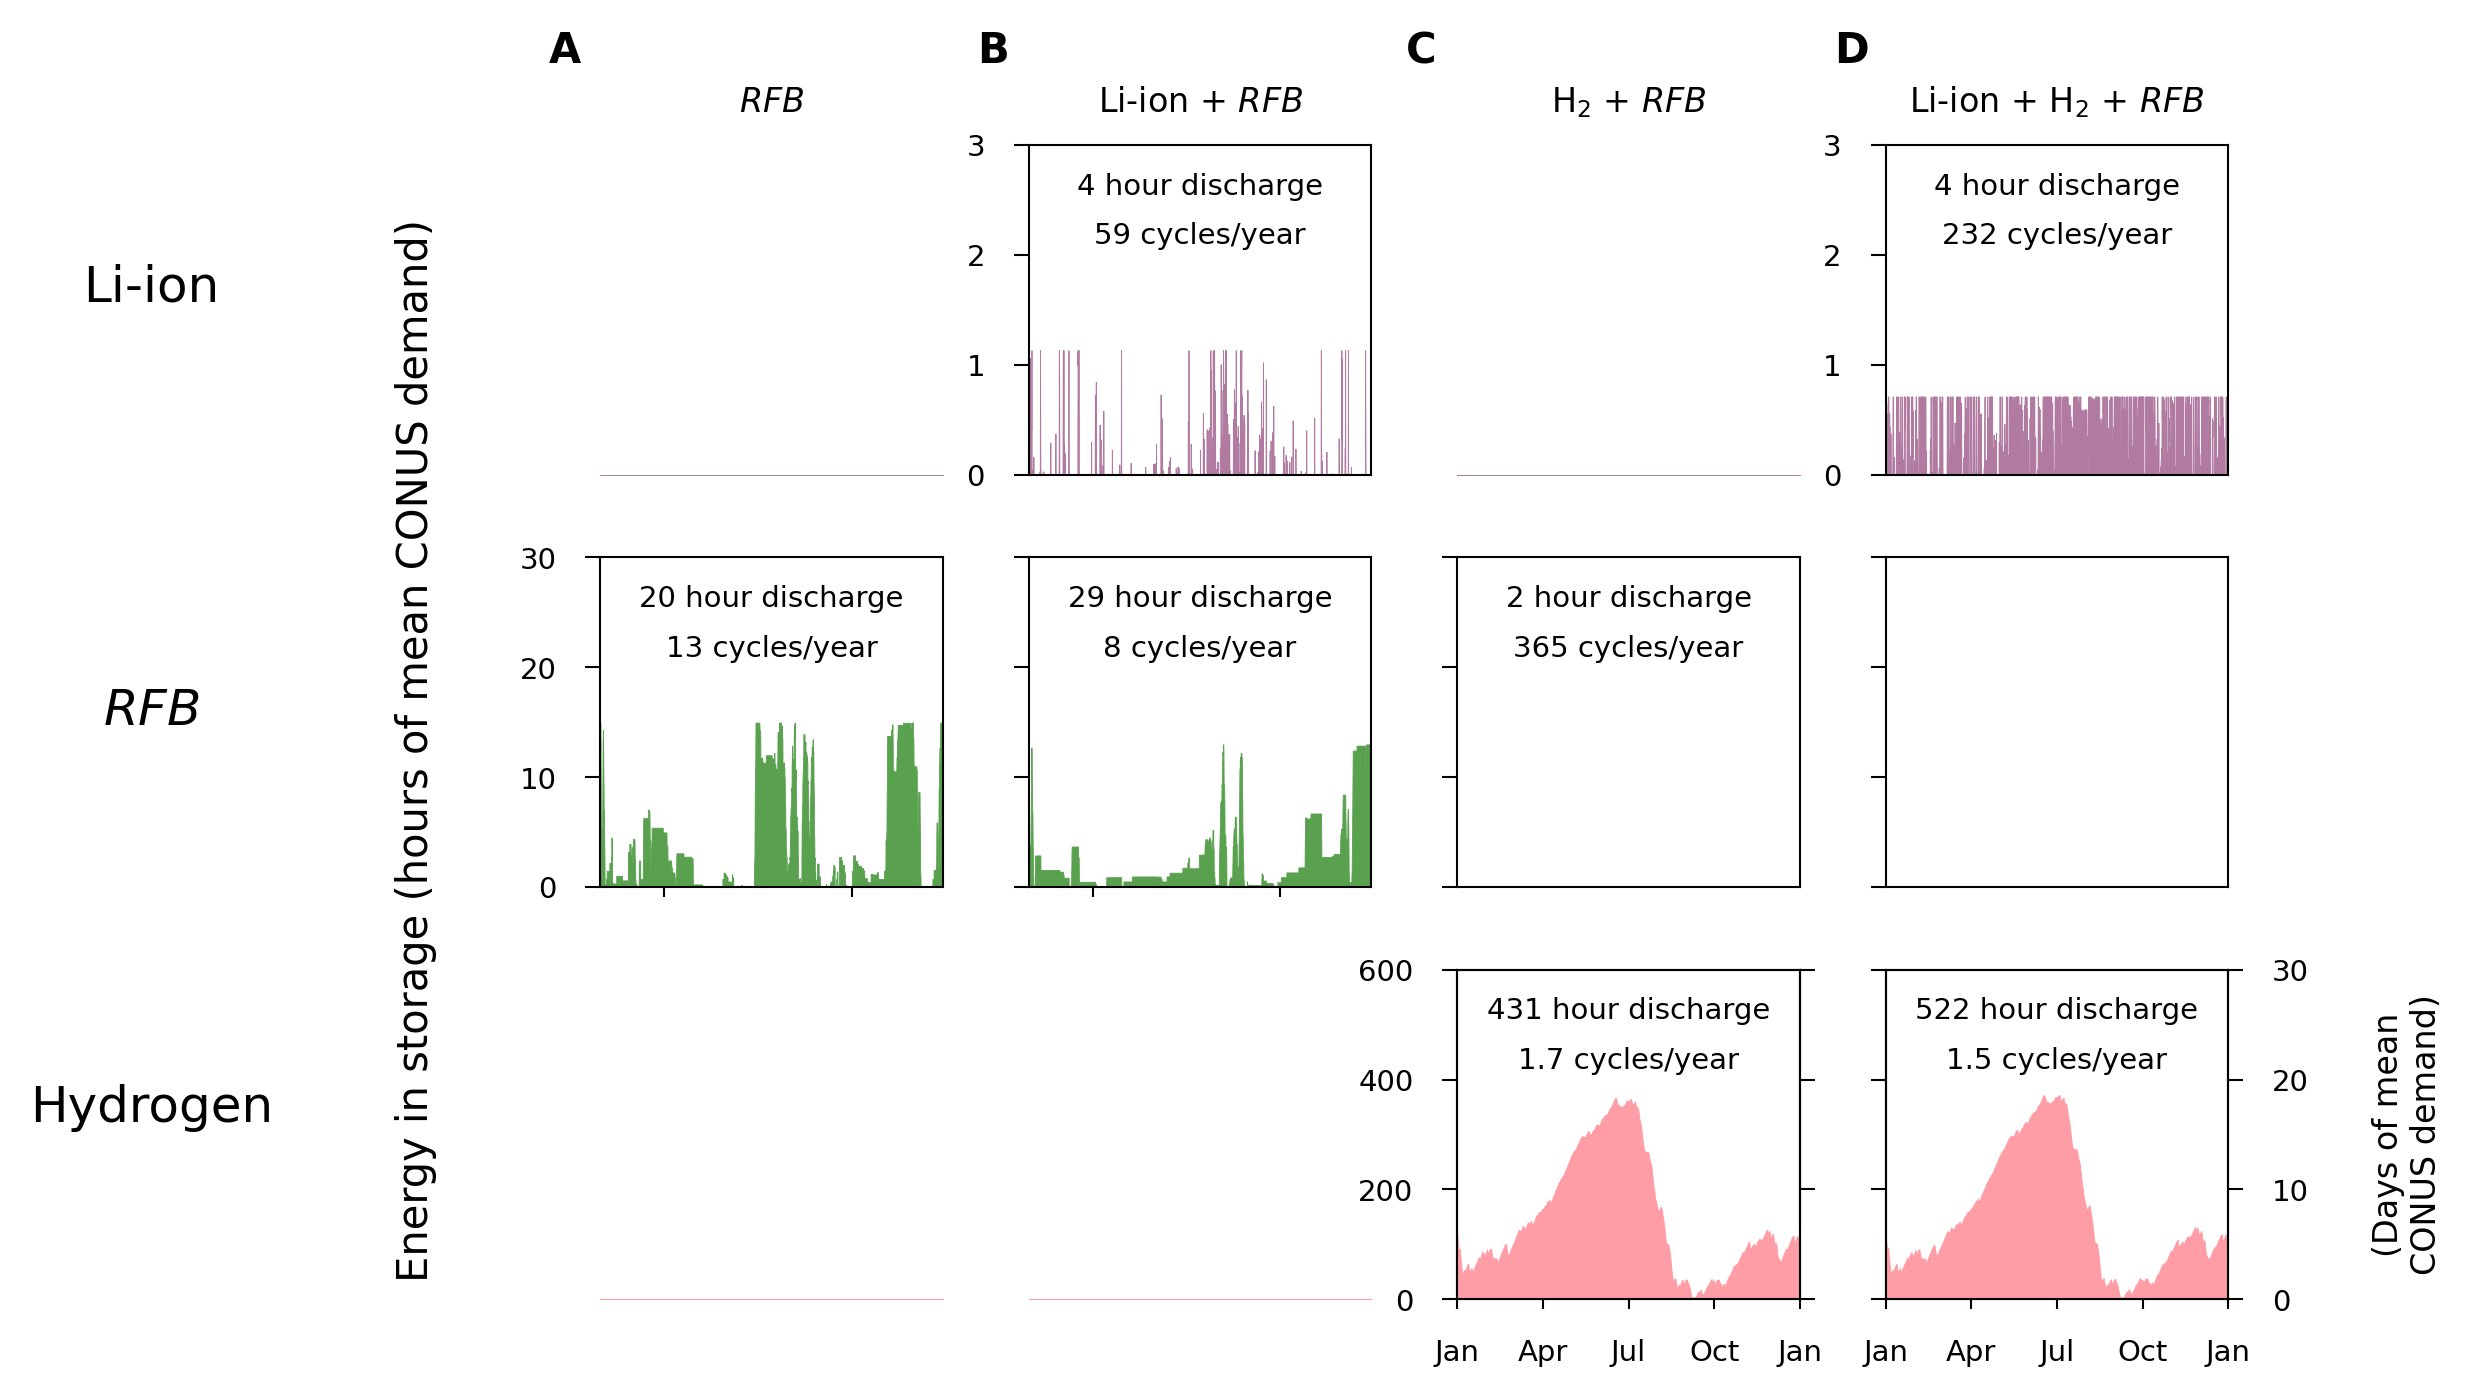 A
B
C
D
RFB
Li-ion + RFB
H₂ + RFB
Li-ion + H₂ + RFB
Li-ion
RFB
Hydrogen
Energy in storage (hours of mean CONUS demand)
3
2
1
0
4 hour discharge
59 cycles/year
3
2
1
0
4 hour discharge
232 cycles/year
30
20
10
0
20 hour discharge
13 cycles/year
29 hour discharge
8 cycles/year
2 hour discharge
365 cycles/year
600
400
200
0
431 hour discharge
1.7 cycles/year
Jan Apr Jul Oct Jan
522 hour discharge
1.5 cycles/year
Jan Apr Jul Oct Jan
30
20
10
0
(Days of mean
CONUS demand)